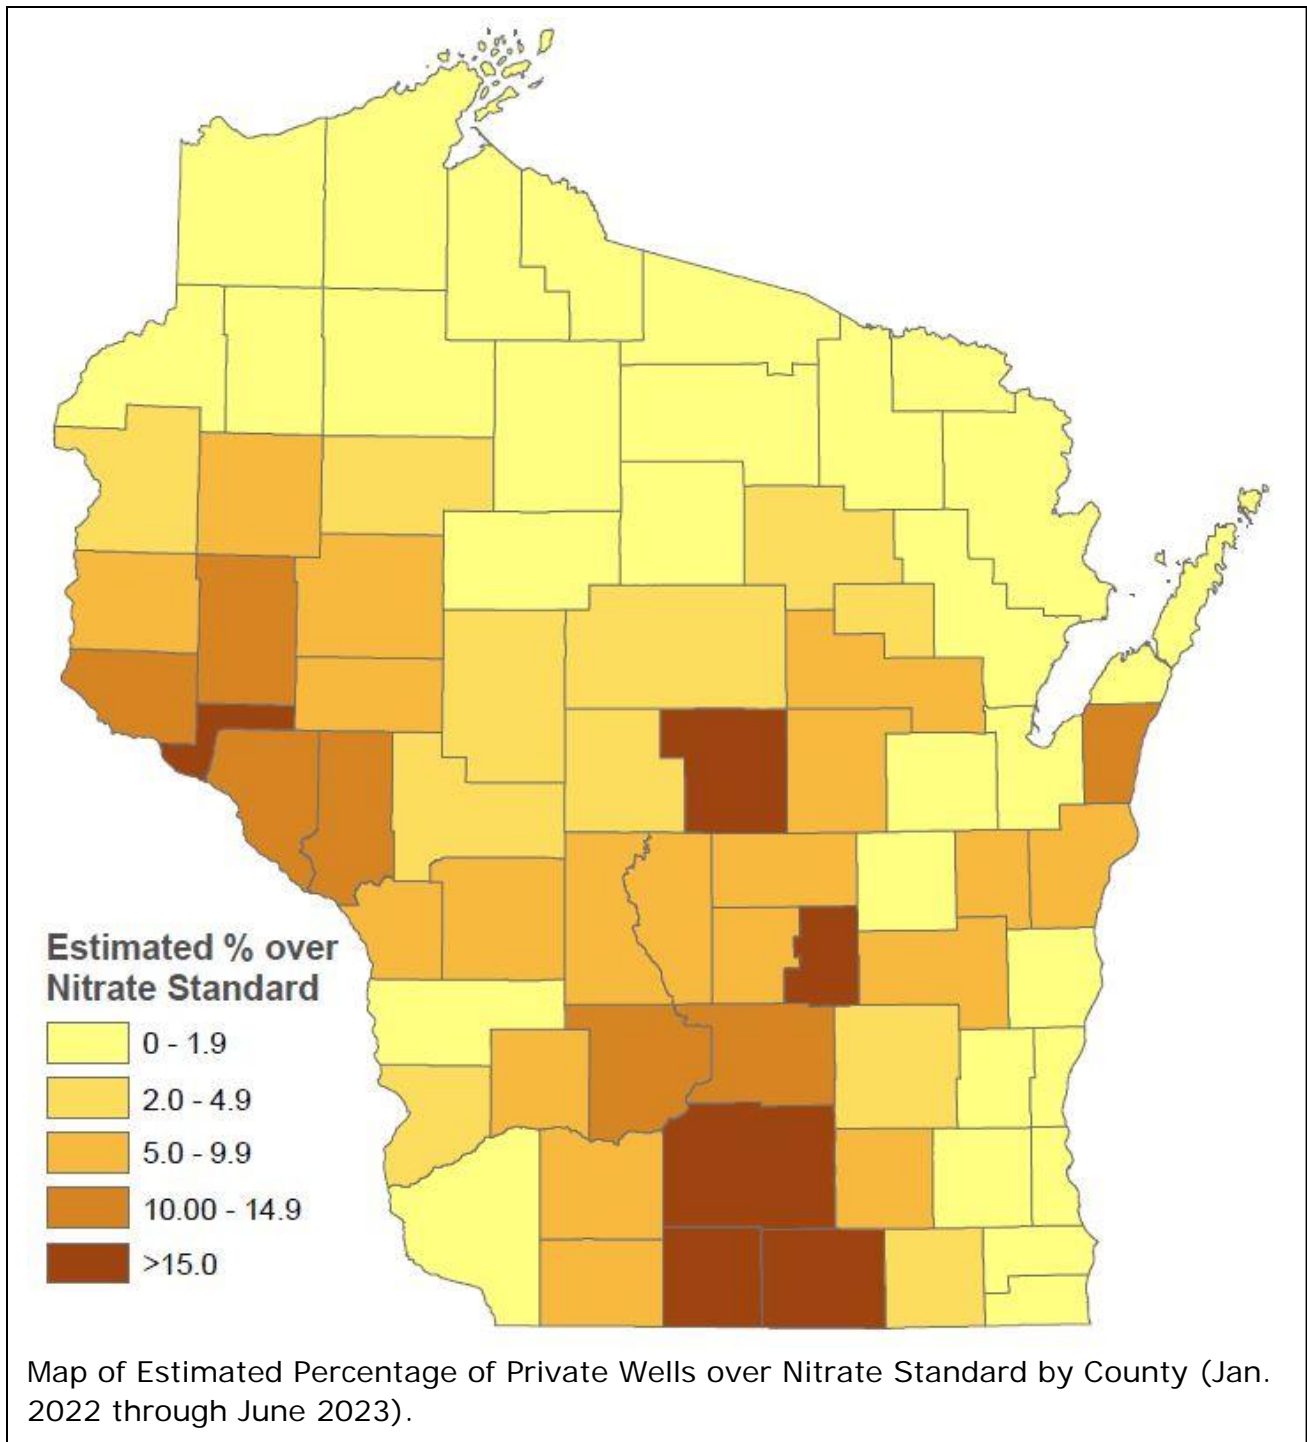 Estimated % over
Nitrate Standard
0 - 1.9
2.0 - 4.9
5.0 - 9.9
10.00 - 14.9
>15.0
Map of Estimated Percentage of Private Wells over Nitrate Standard by County (Jan.
2022 through June 2023).